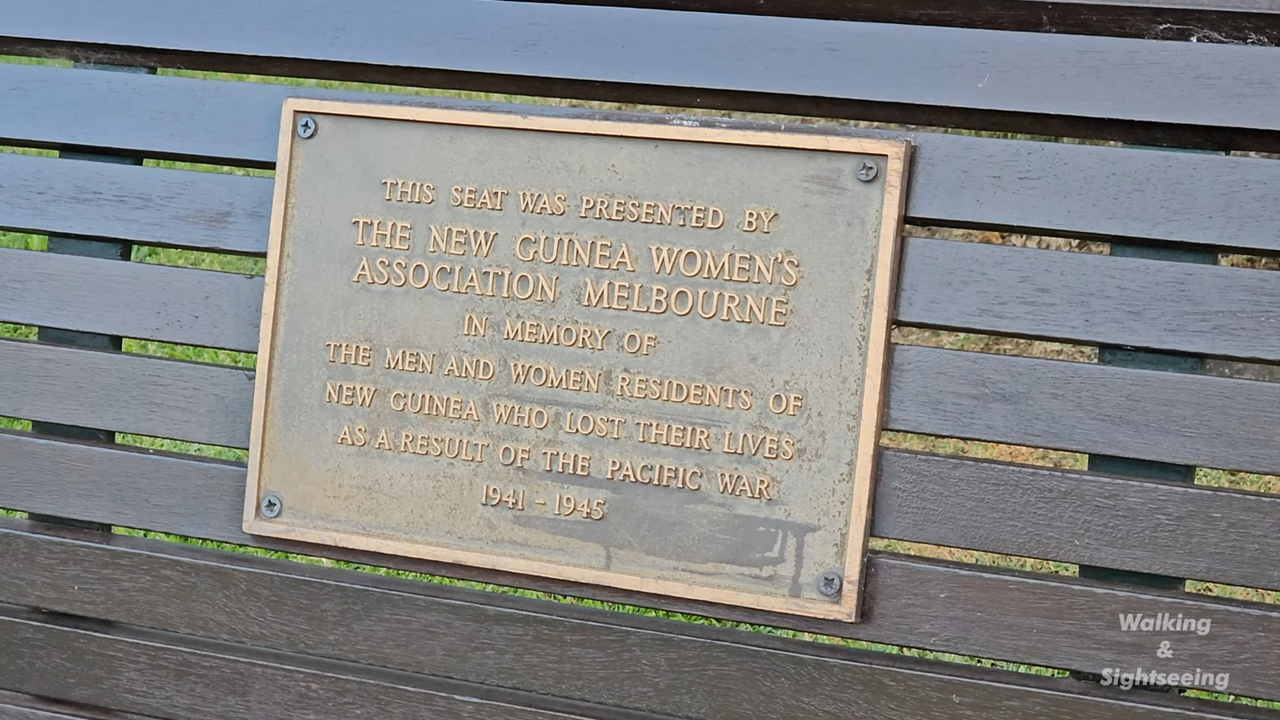 THIS SEAT WAS PRESENTED BY
THE NEW GUINEA WOMEN'S
ASSOCIATION MELBOURNE
IN MEMORY OF
THE MEN AND WOMEN RESIDENTS OF
NEW GUINEA WHO LOST THEIR LIVES
AS A RESULT OF THE PACIFIC WAR
1941 - 1945
Walking
&
Sightseeing